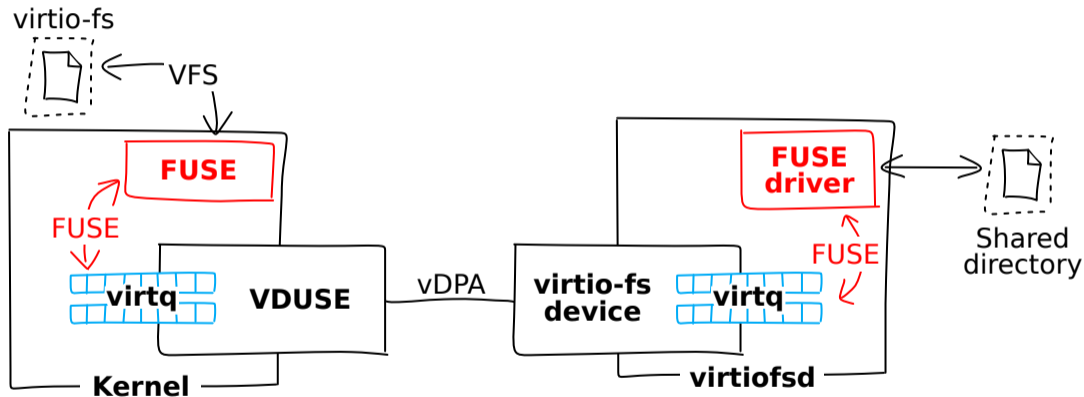 virtio-fs
VFS
FUSE
FUSE
virtq
VDUSE
Kernel
vDPA
FUSE
driver
FUSE
virtio-fs
device
virtq
virtiofsd
Shared
directory